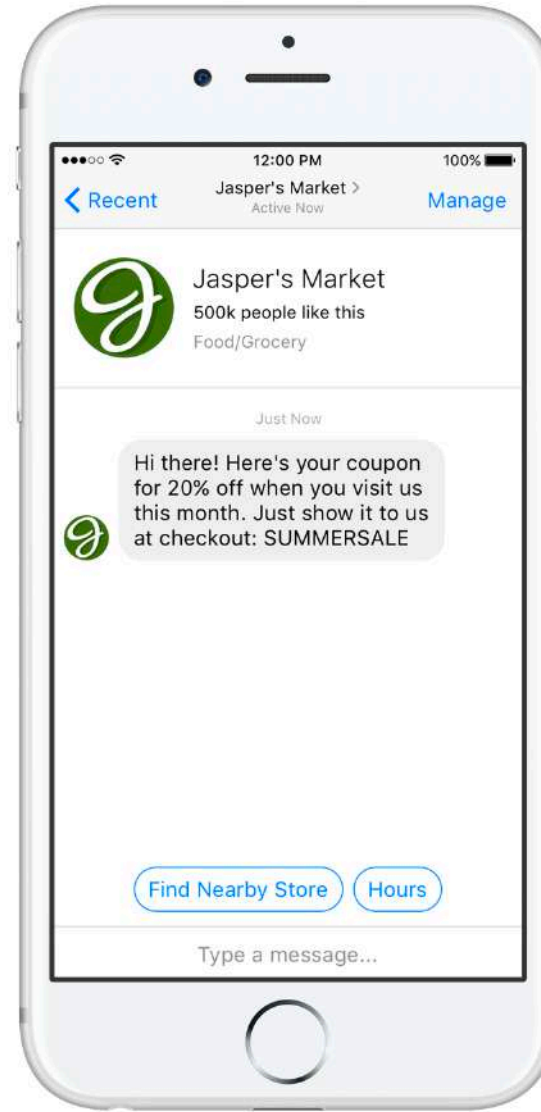 12:00 PM
100%
Recent
Jasper's Market >
Active Now
Manage
Jasper's Market
500k people like this
Food/Grocery
Just Now
Hi there! Here's your coupon
for 20% off when you visit us
this month. Just show it to us
at checkout: SUMMERSALE
Find Nearby Store
Hours
Type a message...